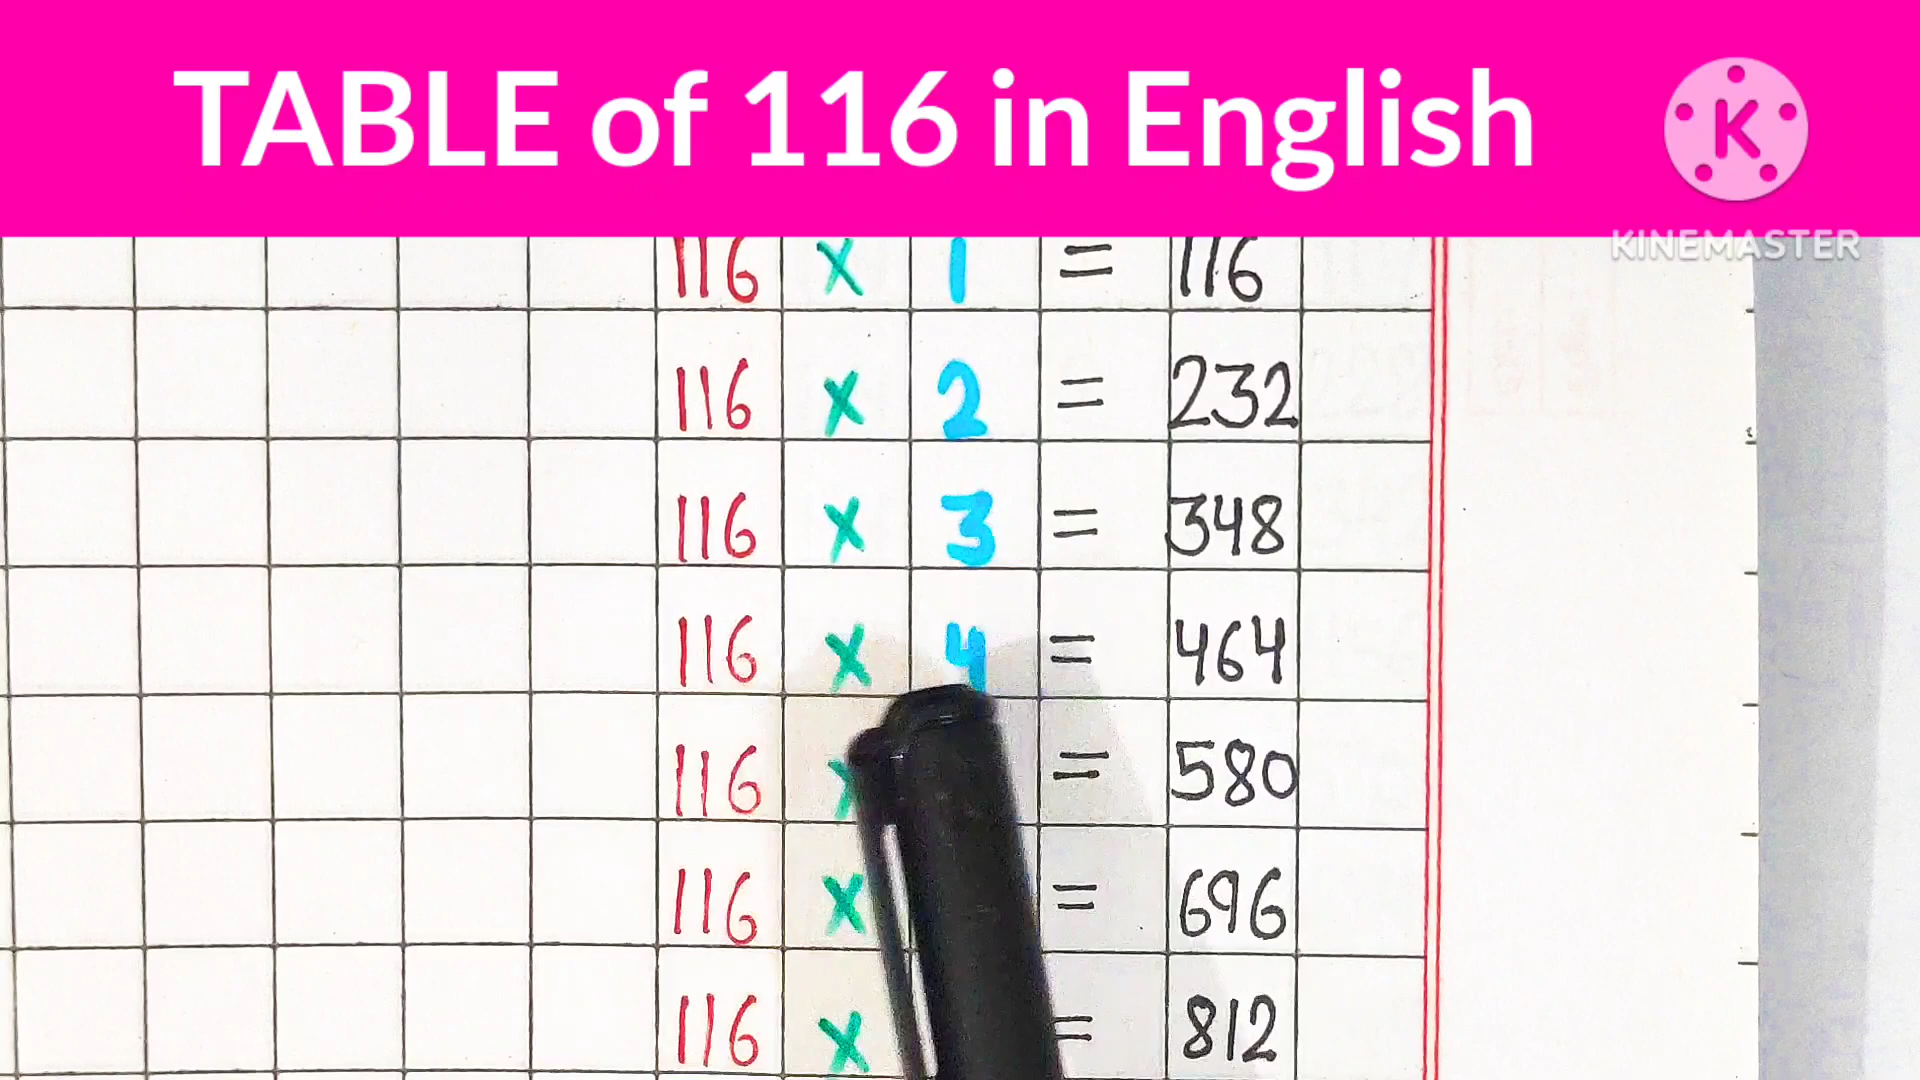 TABLE of 116 in English
K
KINEMASTER
116 × 1 = 116
116 × 2 = 232
116 × 3 = 348
116 × 4 = 464
116 × = 580
116 × = 696
116 × = 812